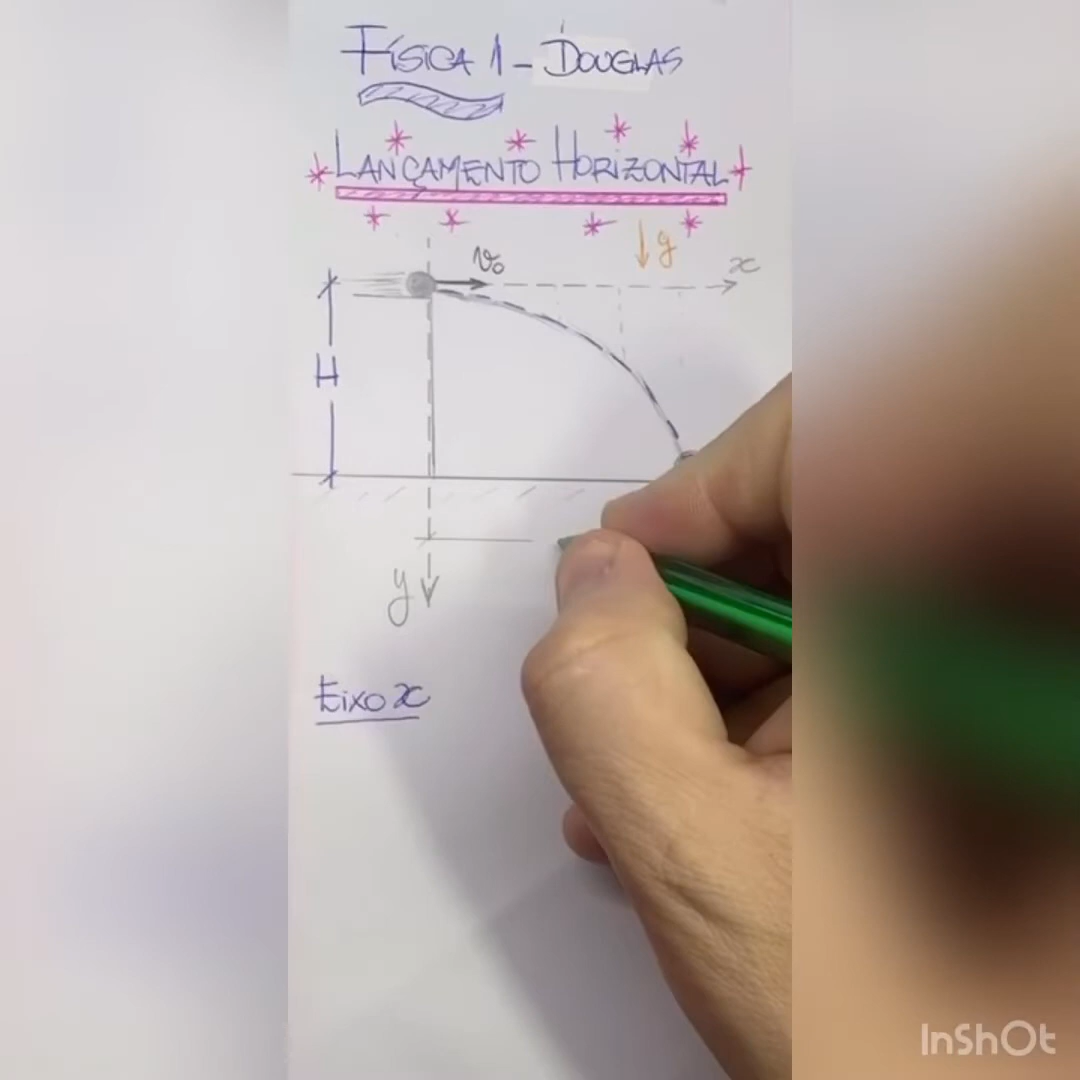 Física 1 - Douglas
Lançamento Horizontal
g
v₀
x
H
y
Eixo x
InShOt